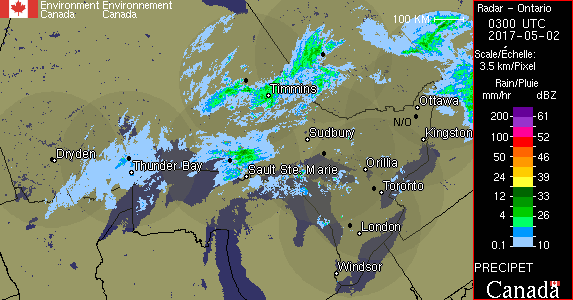 Environment Environnement
Canada Canada
100 KM
Timmins
Ottawa
N/O
Kingston
Sudbury
Dryden
Thunder Bay
Sault Ste. Marie
Orillia
Toronto
London
Windsor
Radar - Ontario
0300 UTC
2017-05-02
Scale/Échelle:
3.5 km/Pixel
Rain/Pluie
mm/hr dBZ
200 61
100 52
50 46
24 39
12 33
4 26
0.1 10
PRECIPET
Canada